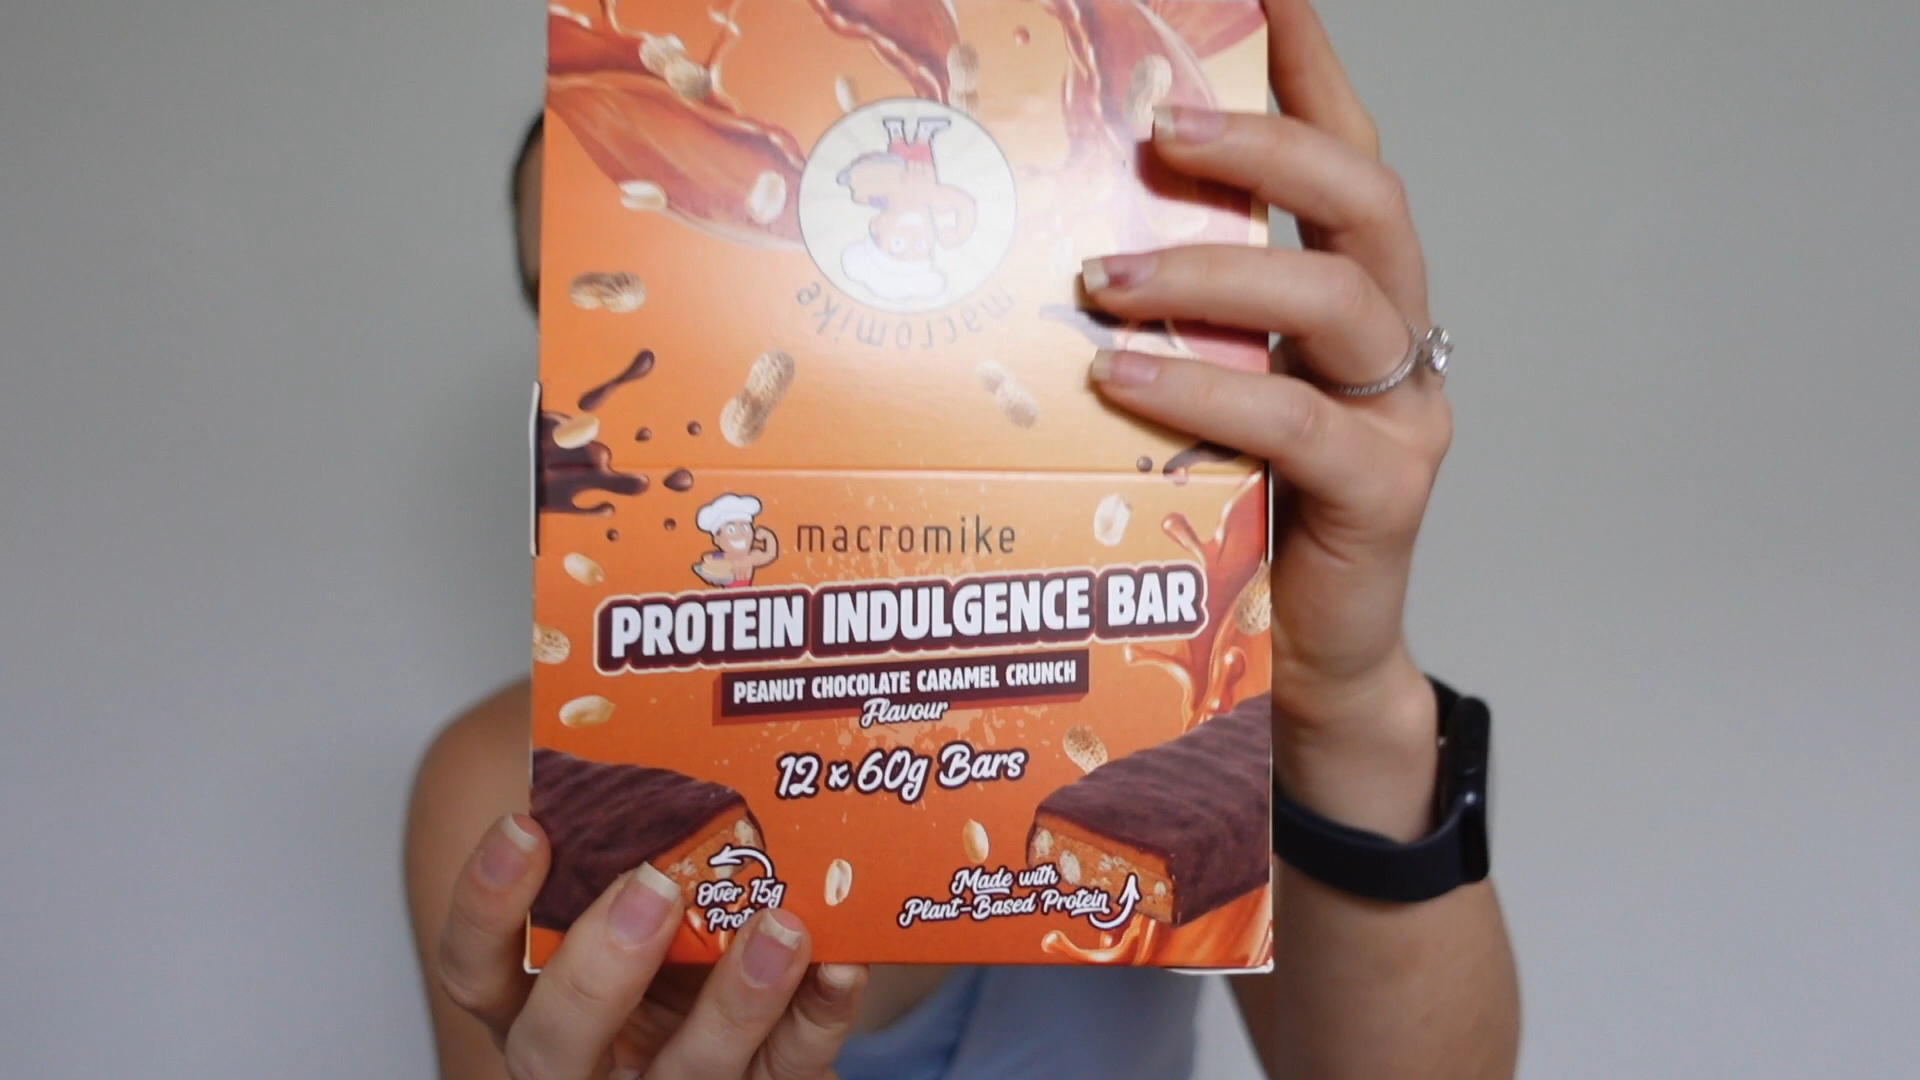 macromike
macromike
PROTEIN INDULGENCE BAR
PEANUT CHOCOLATE CARAMEL CRUNCH
Flavour
12 x 60g Bars
Over 15g
Made with
Plant-Based Protein